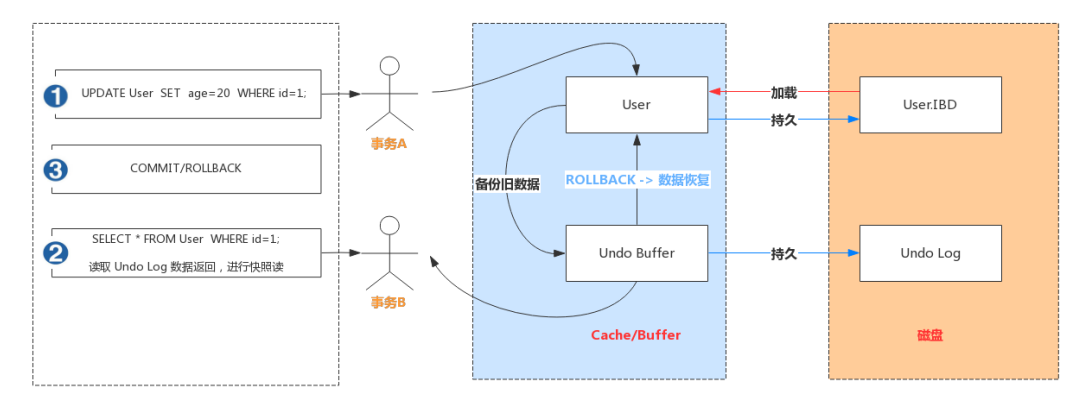 1
UPDATE User SET age=20 WHERE id=1;
事务A
3
COMMIT/ROLLBACK
2
SELECT * FROM User WHERE id=1;
读取 Undo Log 数据返回，进行快照读
事务B
User
备份旧数据
ROLLBACK -> 数据恢复
Undo Buffer
Cache/Buffer
加载
持久
User.IBD
持久
Undo Log
磁盘